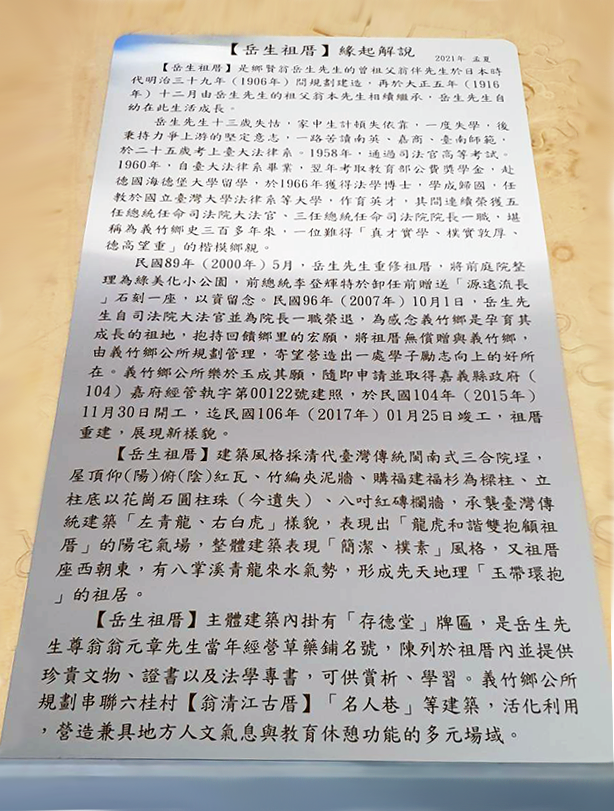 【岳生祖厝】緣起解說
2021年 孟夏
【岳生祖厝】是鄉賢翁岳生先生的曾祖父翁伴先生於日本時
代明治三十九年（1906年）間規劃建造，再於大正五年（1916
年）十二月由岳生先生的祖父翁本先生相續繼承，岳生先生自
幼在此生活成長。
岳生先生十三歲失怙，家中生計頓失依靠，一度失學，後
秉持力爭上游的堅定意志，一路苦讀南英、嘉商、臺南師範，
於二十五歲考上臺大法律系。1958年，通過司法官高等考試。
1960年，自臺大法律系畢業，翌年考取教育部公費獎學金，赴
德國海德堡大學留學，於1966年獲得法學博士，學成歸國，任
教於國立臺灣大學法律系等大學，作育英才，其間連續榮獲五
任總統任命司法院大法官、三任總統任命司法院院長一職，堪
稱為義竹鄉史三百多年來，一位難得「真才實學、樸實敦厚、
德高望重」的楷模鄉親。
民國89年（2000年）5月，岳生先生重修祖厝，將前庭院整
理為綠美化小公園，前總統李登輝特於卸任前贈送「源遠流長
」石刻一座，以資留念。民國96年（2007年）10月1日，岳生先
生自司法院大法官並為院長一職榮退，為感念義竹鄉是孕育其
成長的祖地，抱持回饋鄉里的宏願，將祖厝無償贈與義竹鄉，
由義竹鄉公所規劃管理，寄望營造出一處學子勵志向上的好所
在。義竹鄉公所樂於玉成其願，隨即申請並取得嘉義縣政府（
104）嘉府經管執字第00122號建照，於民國104年（2015年）
11月30日開工，迄民國106年（2017年）01月25日竣工，祖厝
重建，展現新樣貌。
【岳生祖厝】建築風格採清代臺灣傳統閩南式三合院埕，
屋頂仰(陽)俯(陰)紅瓦、竹編夾泥牆、購福建福杉為樑柱、立
柱底以花崗石圓柱珠（今遺失）、八吋紅磚欄牆，承襲臺灣傳
統建築「左青龍、右白虎」樣貌，表現出「龍虎和諧雙抱顧祖
厝」的陽宅氣場，整體建築表現「簡潔、樸素」風格，又祖厝
座西朝東，有八掌溪青龍來水氣勢，形成先天地理「玉帶環抱
」的祖居。
【岳生祖厝】主體建築內掛有「存德堂」牌匾，是岳生先
生尊翁翁元章先生當年經營草藥鋪名號，陳列於祖厝內並提供
珍貴文物、證書以及法學專書，可供賞析、學習。義竹鄉公所
規劃串聯六桂村【翁清江古厝】「名人巷」等建築，活化利用
，營造兼具地方人文氣息與教育休憩功能的多元場域。